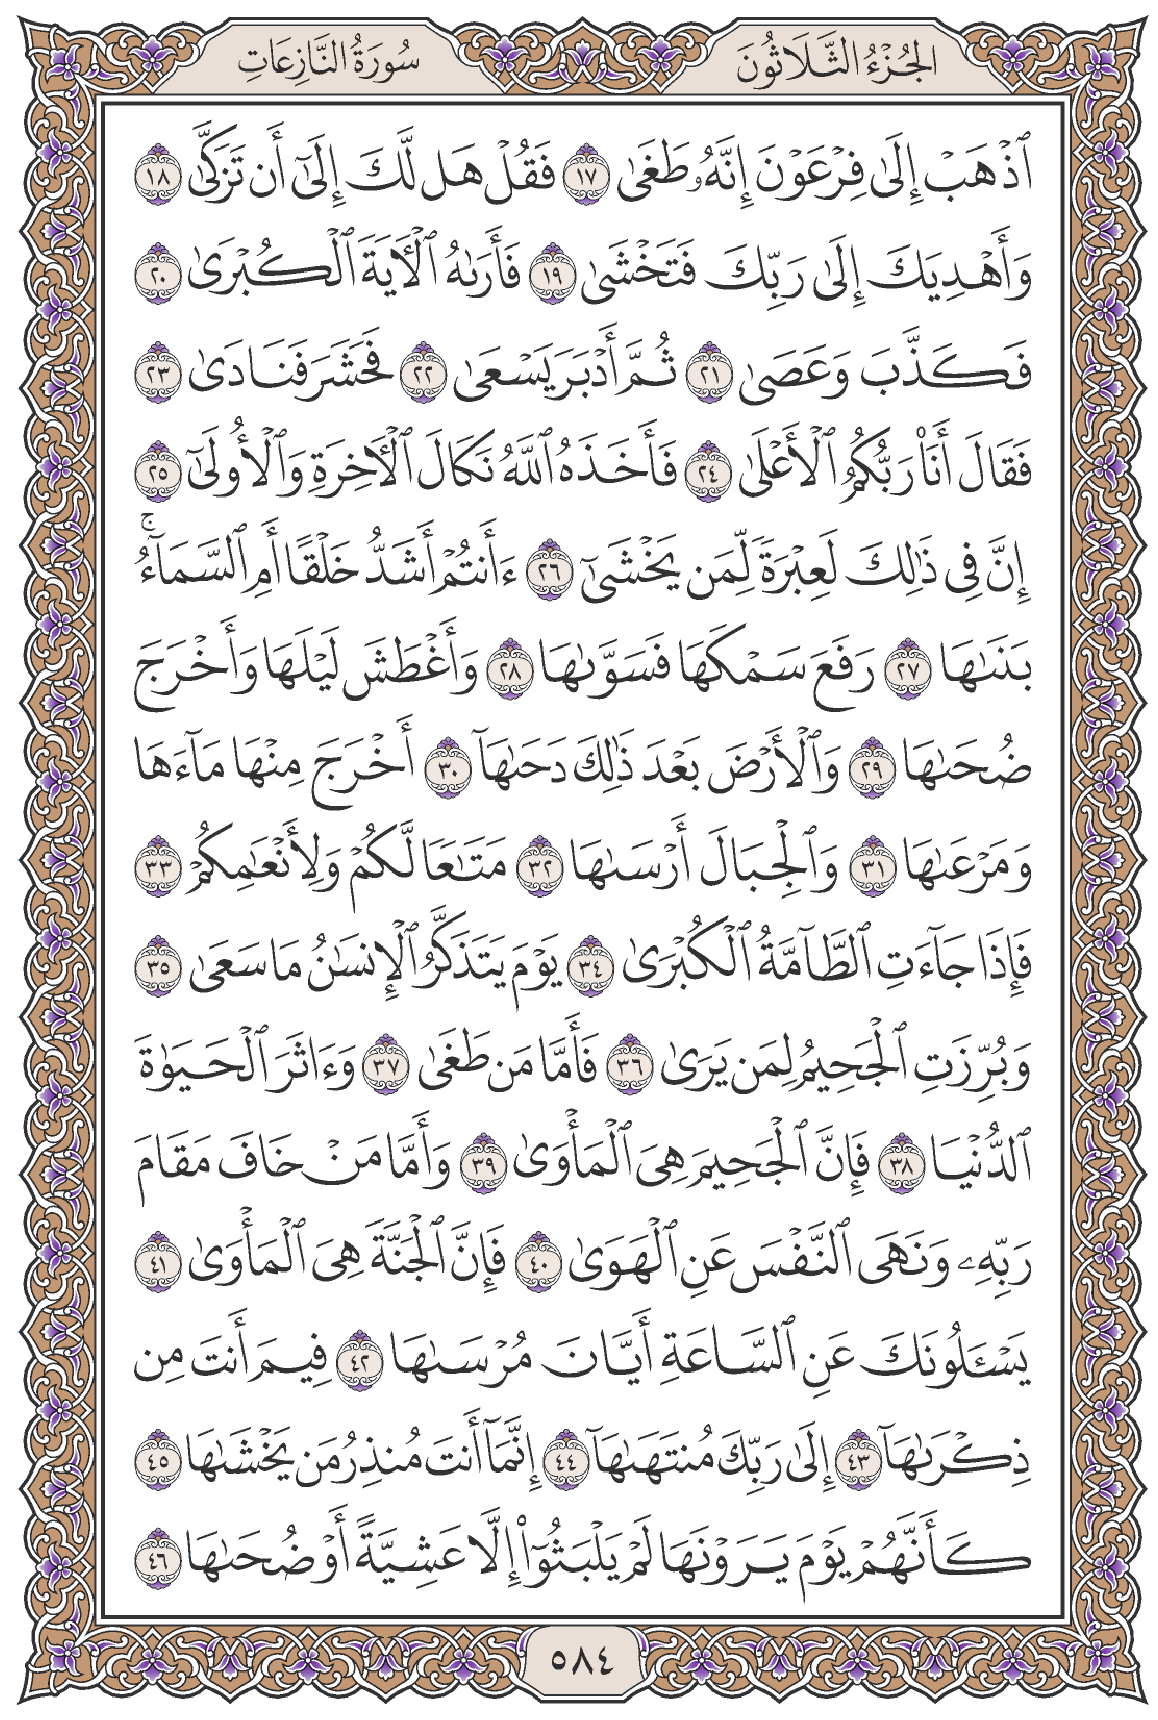 الجُزْءُ الثَّلَاثُونَ
سُورَةُ النَّازِعَاتِ
ٱذْهَبْ إِلَىٰ فِرْعَوْنَ إِنَّهُۥ طَغَىٰ ١٧ فَقُلْ هَل لَّكَ إِلَىٰٓ أَن تَزَكَّىٰ ١٨
وَأَهْدِيَكَ إِلَىٰ رَبِّكَ فَتَخْشَىٰ ١٩ فَأَرَىٰهُ ٱلْـَٔايَةَ ٱلْكُبْرَىٰ ٢٠
فَكَذَّبَ وَعَصَىٰ ٢١ ثُمَّ أَدْبَرَ يَسْعَىٰ ٢٢ فَحَشَرَ فَنَادَىٰ ٢٣
فَقَالَ أَنَا۠ رَبُّكُمُ ٱلْأَعْلَىٰ ٢٤ فَأَخَذَهُ ٱللَّهُ نَكَالَ ٱلْـَٔاخِرَةِ وَٱلْأُولَىٰٓ ٢٥
إِنَّ فِى ذَٰلِكَ لَعِبْرَةً لِّمَن يَخْشَىٰٓ ٢٦ ءَأَنتُمْ أَشَدُّ خَلْقًا أَمِ ٱلسَّمَآءُ ۚ
بَنَىٰهَا ٢٧ رَفَعَ سَمْكَهَا فَسَوَّىٰهَا ٢٨ وَأَغْطَشَ لَيْلَهَا وَأَخْرَجَ
ضُحَىٰهَا ٢٩ وَٱلْأَرْضَ بَعْدَ ذَٰلِكَ دَحَىٰهَآ ٣٠ أَخْرَجَ مِنْهَا مَآءَهَا
وَمَرْعَىٰهَا ٣١ وَٱلْجِبَالَ أَرْسَىٰهَا ٣٢ مَتَٰعًا لَّكُمْ وَلِأَنْعَٰمِكُمْ ٣٣
فَإِذَا جَآءَتِ ٱلطَّآمَّةُ ٱلْكُبْرَىٰ ٣٤ يَوْمَ يَتَذَكَّرُ ٱلْإِنسَٰنُ مَا سَعَىٰ ٣٥
وَبُرِّزَتِ ٱلْجَحِيمُ لِمَن يَرَىٰ ٣٦ فَأَمَّا مَن طَغَىٰ ٣٧ وَءَاثَرَ ٱلْحَيَوٰةَ
ٱلدُّنْيَا ٣٨ فَإِنَّ ٱلْجَحِيمَ هِىَ ٱلْمَأْوَىٰ ٣٩ وَأَمَّا مَنْ خَافَ مَقَامَ
رَبِّهِۦ وَنَهَى ٱلنَّفْسَ عَنِ ٱلْهَوَىٰ ٤٠ فَإِنَّ ٱلْجَنَّةَ هِىَ ٱلْمَأْوَىٰ ٤١
يَسْـَٔلُونَكَ عَنِ ٱلسَّاعَةِ أَيَّانَ مُرْسَىٰهَا ٤٢ فِيمَ أَنتَ مِن
ذِكْرَىٰهَآ ٤٣ إِلَىٰ رَبِّكَ مُنتَهَىٰهَآ ٤٤ إِنَّمَآ أَنتَ مُنذِرُ مَن يَخْشَىٰهَا ٤٥
كَأَنَّهُمْ يَوْمَ يَرَوْنَهَا لَمْ يَلْبَثُوٓا۟ إِلَّا عَشِيَّةً أَوْ ضُحَىٰهَا ٤٦
٥٨٤